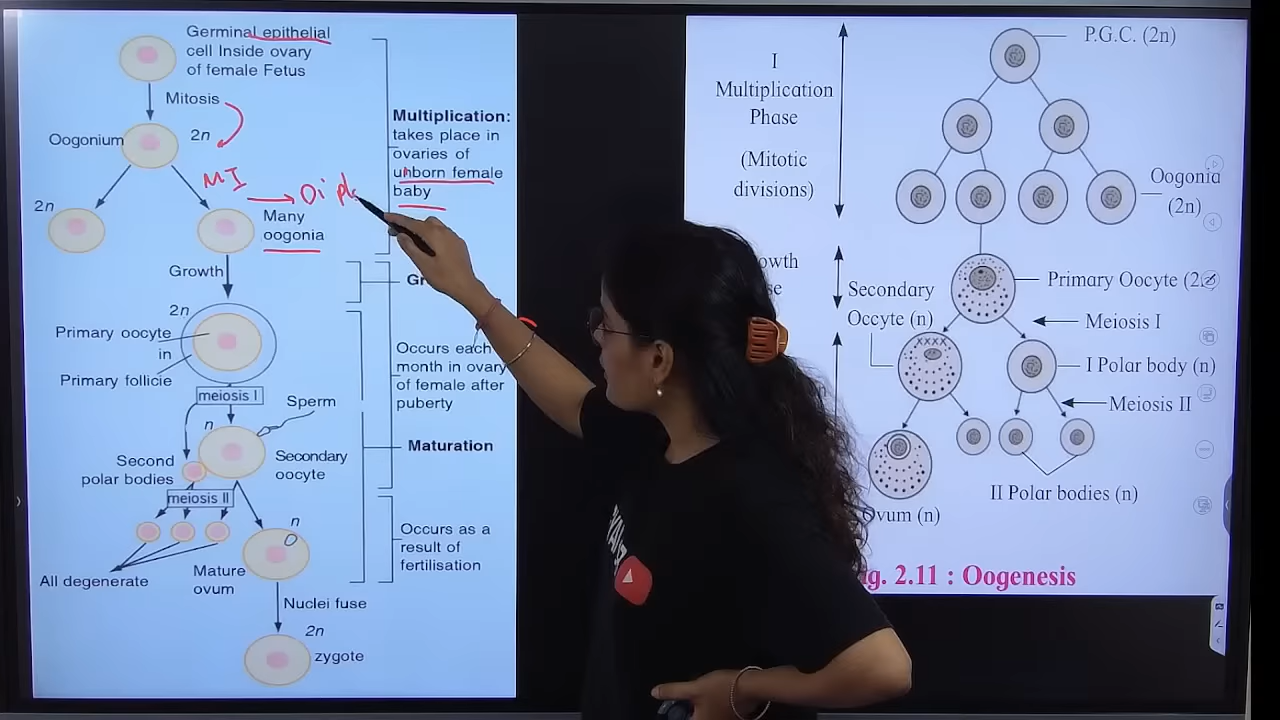 Germinal epithelial
cell Inside ovary
of female Fetus
Mitosis
Oogonium
2n
MI
Di plo
2n
Many
oogonia
Growth
2n
Primary oocyte
in
Primary follicie
meiosis I
n
Sperm
Second
polar bodies
Secondary
oocyte
meiosis II
n
All degenerate
Mature
ovum
Nuclei fuse
2n
zygote
Multiplication:
takes place in
ovaries of
unborn female
baby
Occurs each
month in ovary
of female after
puberty
Maturation
Occurs as a
result of
fertilisation
I
Multiplication
Phase
(Mitotic
divisions)
P.G.C. (2n)
Oogonia
(2n)
Primary Oocyte
Secondary
Occyte (n)
Meiosis I
I Polar body (n)
Meiosis II
II Polar bodies (n)
Ovum (n)
2.11 : Oogenesis